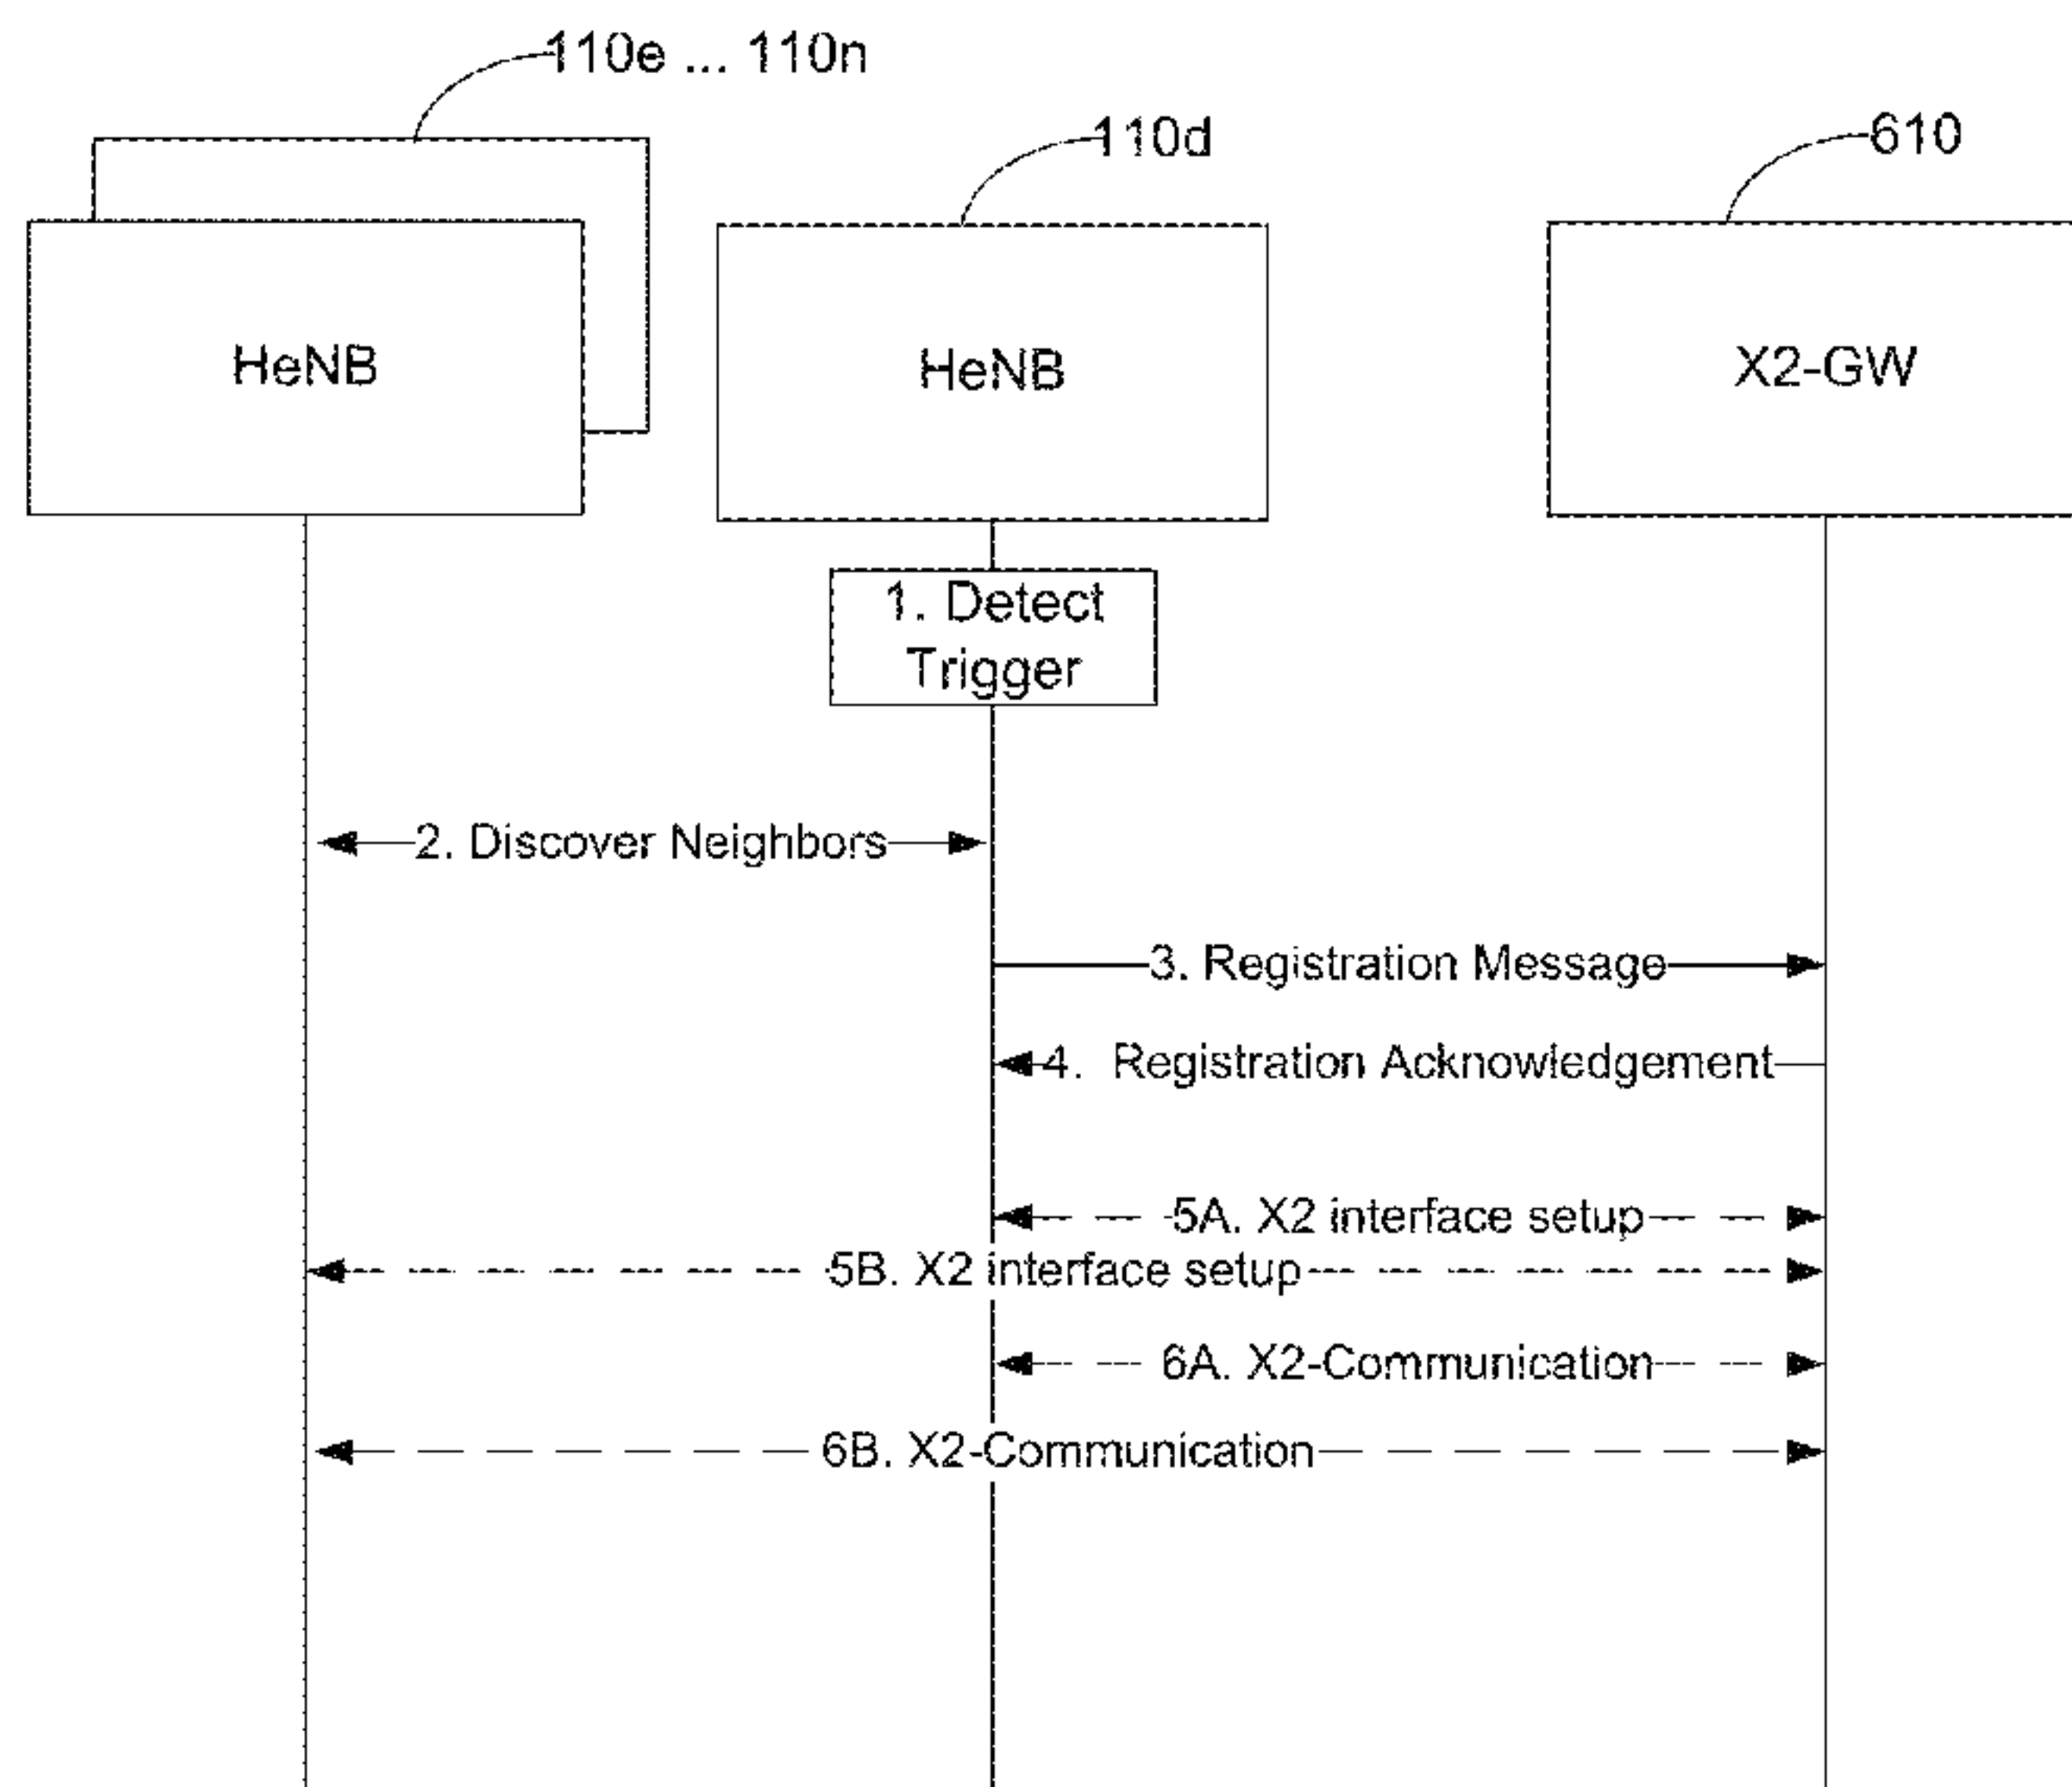 110e ... 110n
110d
610
HeNB
HeNB
X2-GW
1. Detect
Trigger
2. Discover Neighbors
3. Registration Message
4. Registration Acknowledgement
5A. X2 interface setup
5B. X2 interface setup
6A. X2-Communication
6B. X2-Communication